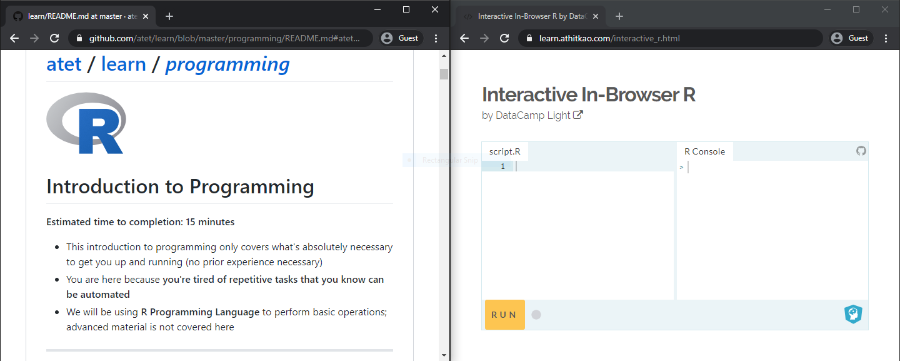 learn/README.md at master · atet
github.com/atet/learn/blob/master/programming/README.md#atet...
Guest
atet / learn / programming
R
Introduction to Programming
Estimated time to completion: 15 minutes
This introduction to programming only covers what's absolutely necessary
to get you up and running (no prior experience necessary)
You are here because you're tired of repetitive tasks that you know can
be automated
We will be using R Programming Language to perform basic operations;
advanced material is not covered here
Interactive In-Browser R by Data
learn.athitkao.com/interactive_r.html
Guest
Interactive In-Browser R
by DataCamp Light
script.R
1
R Console
>
RUN